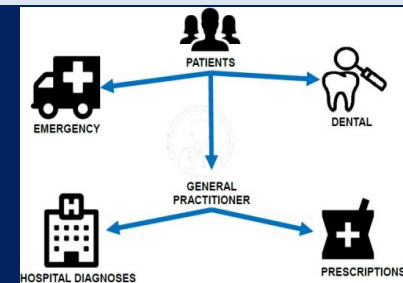 PATIENTS
EMERGENCY
DENTAL
GENERAL
PRACTITIONER
H
HOSPITAL DIAGNOSES
PRESCRIPTIONS